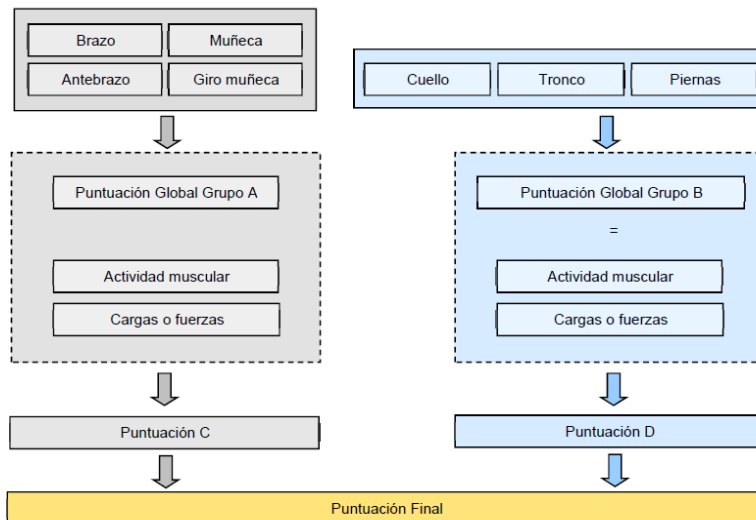 Brazo
Muñeca
Antebrazo
Giro muñeca
Cuello
Tronco
Piernas
Puntuación Global Grupo A
Actividad muscular
Cargas o fuerzas
Puntuación Global Grupo B
=
Actividad muscular
Cargas o fuerzas
Puntuación C
Puntuación D
Puntuación Final